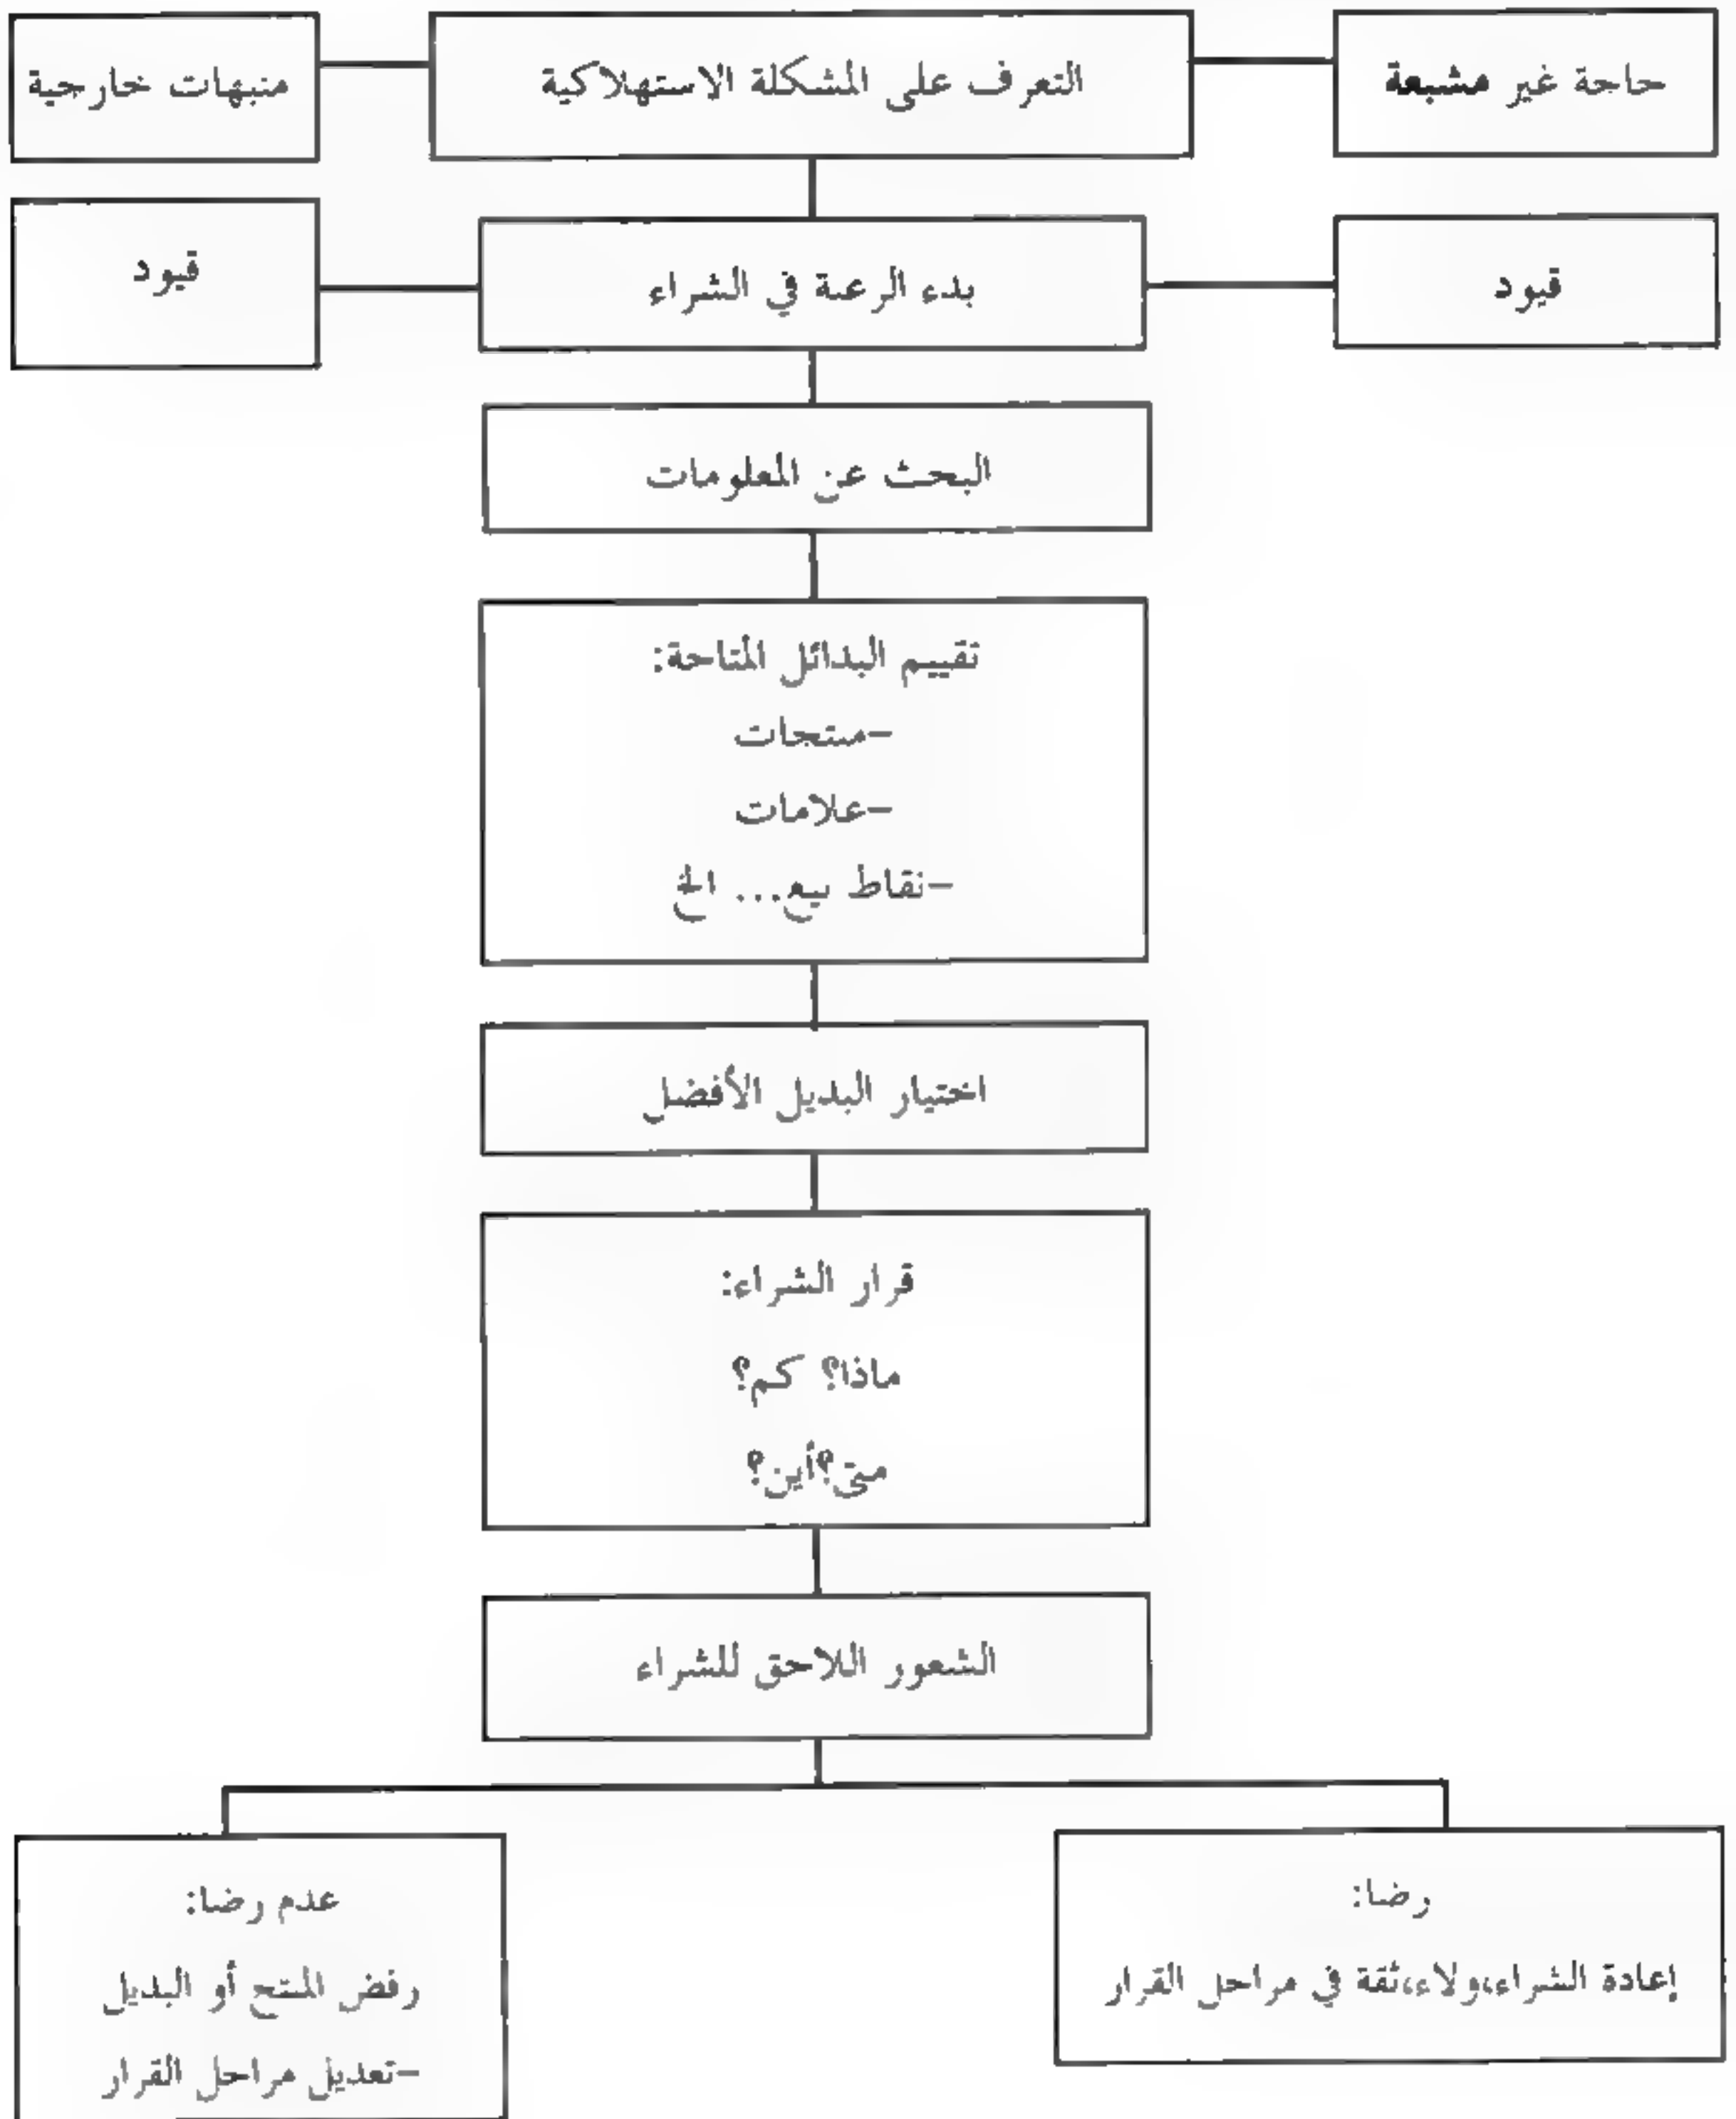 حاجة غير مشبعة
التعرف على المشكلة الاستهلاكية
منبهات خارجية
قيود
بدء الرغبة في الشراء
قيود
البحث عن المعلومات
تقييم البدائل المتاحة:
-منتجات
-علامات
-نقاط بيع... الخ
اختيار البديل الأفضل
قرار الشراء:
ماذا؟ كم؟
متى؟أين؟
الشعور اللاحق للشراء
رضا:
إعادة الشراء،ولاء،ثقة في مراحل القرار
عدم رضا:
رفض المنتج أو البديل
-تعديل مراحل القرار